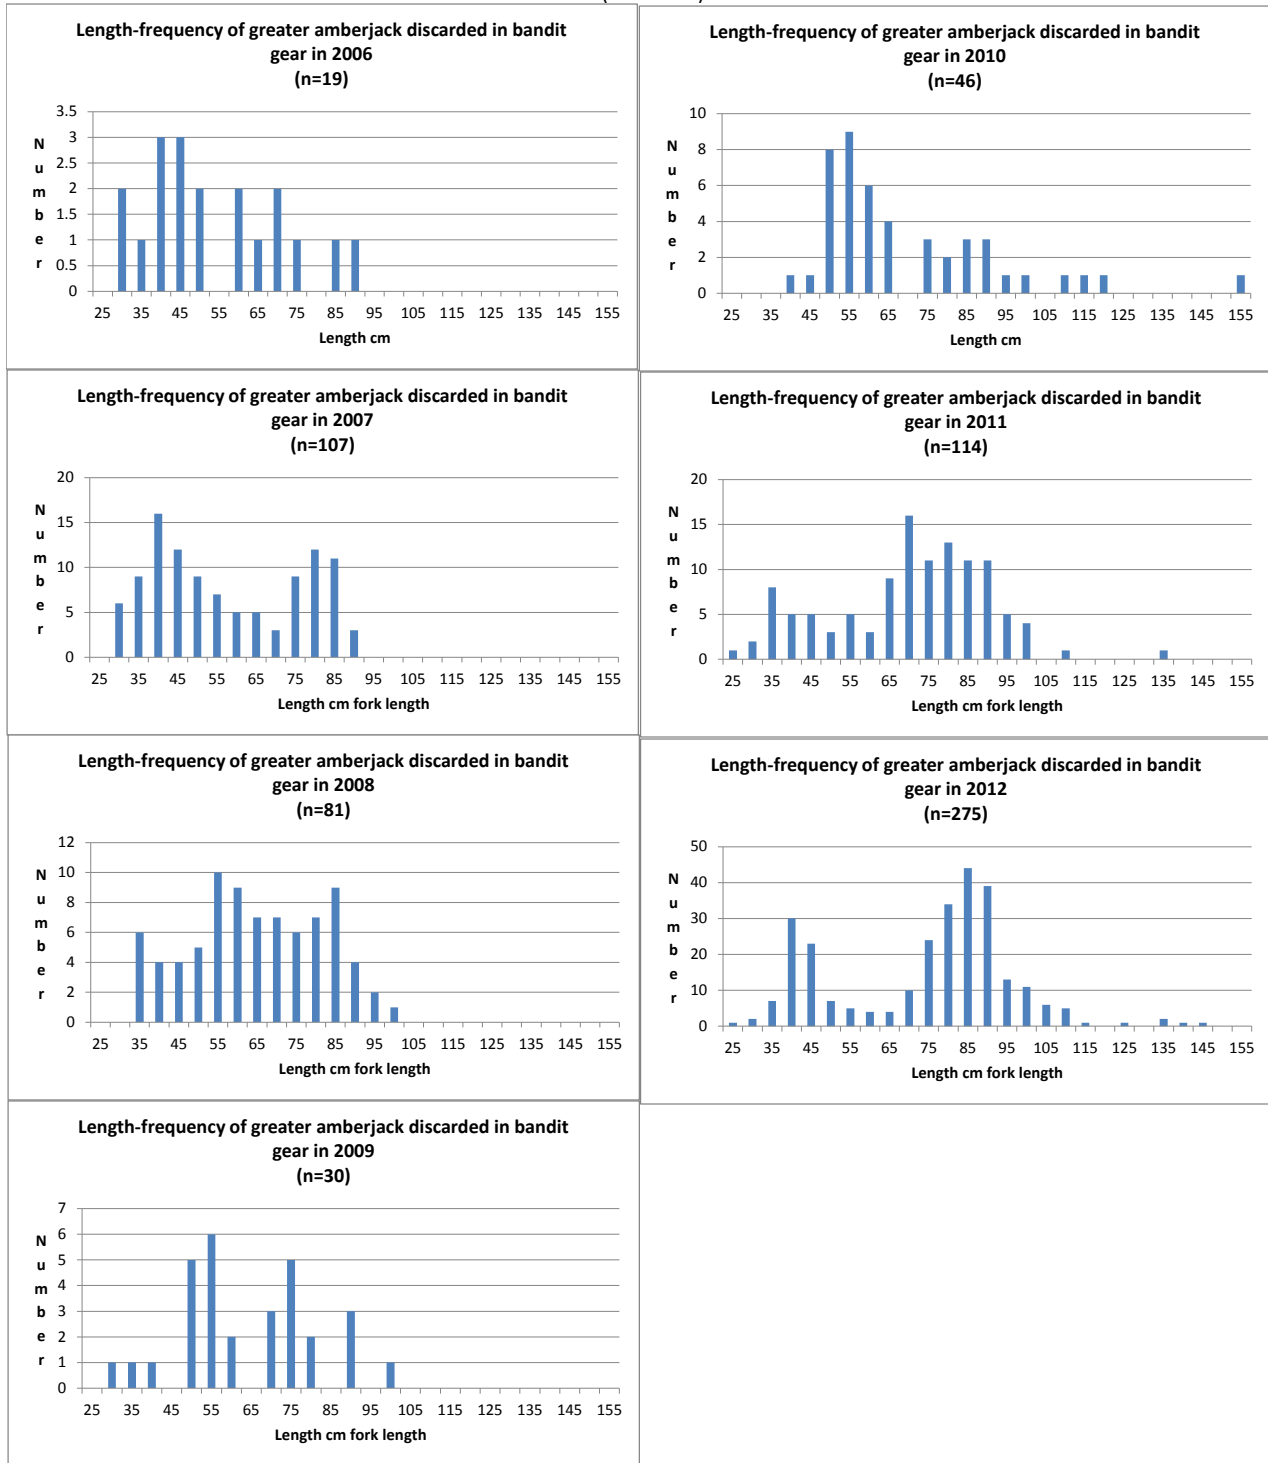 Length-frequency of greater amberjack discarded in bandit
gear in 2006
(n=19)
Number
3.5
3
2.5
2
1.5
1
0.5
0
25 35 45 55 65 75 85 95 105 115 125 135 145 155
Length cm
Length-frequency of greater amberjack discarded in bandit
gear in 2010
(n=46)
Number
10
8
6
4
2
0
25 35 45 55 65 75 85 95 105 115 125 135 145 155
Length cm
Length-frequency of greater amberjack discarded in bandit
gear in 2007
(n=107)
Number
20
15
10
5
0
25 35 45 55 65 75 85 95 105 115 125 135 145 155
Length cm fork length
Length-frequency of greater amberjack discarded in bandit
gear in 2011
(n=114)
Number
20
15
10
5
0
25 35 45 55 65 75 85 95 105 115 125 135 145 155
Length cm fork length
Length-frequency of greater amberjack discarded in bandit
gear in 2008
(n=81)
Number
12
10
8
6
4
2
0
25 35 45 55 65 75 85 95 105 115 125 135 145 155
Length cm fork length
Length-frequency of greater amberjack discarded in bandit
gear in 2012
(n=275)
Number
50
40
30
20
10
0
25 35 45 55 65 75 85 95 105 115 125 135 145 155
Length cm fork length
Length-frequency of greater amberjack discarded in bandit
gear in 2009
(n=30)
Number
7
6
5
4
3
2
1
0
25 35 45 55 65 75 85 95 105 115 125 135 145 155
Length cm fork length